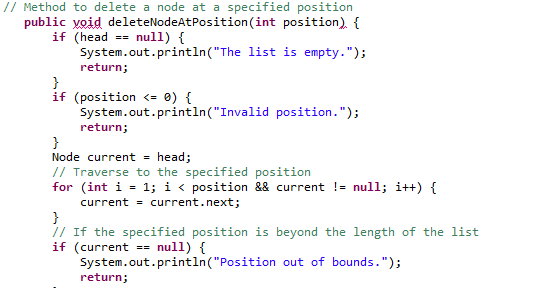 // Method to delete a node at a specified position
public void deleteNodeAtPosition(int position) {
if (head == null) {
System.out.println("The list is empty.");
return;
}
if (position <= 0) {
System.out.println("Invalid position.");
return;
}
Node current = head;
// Traverse to the specified position
for (int i = 1; i < position && current != null; i++) {
current = current.next;
}
// If the specified position is beyond the length of the list
if (current == null) {
System.out.println("Position out of bounds.");
return;